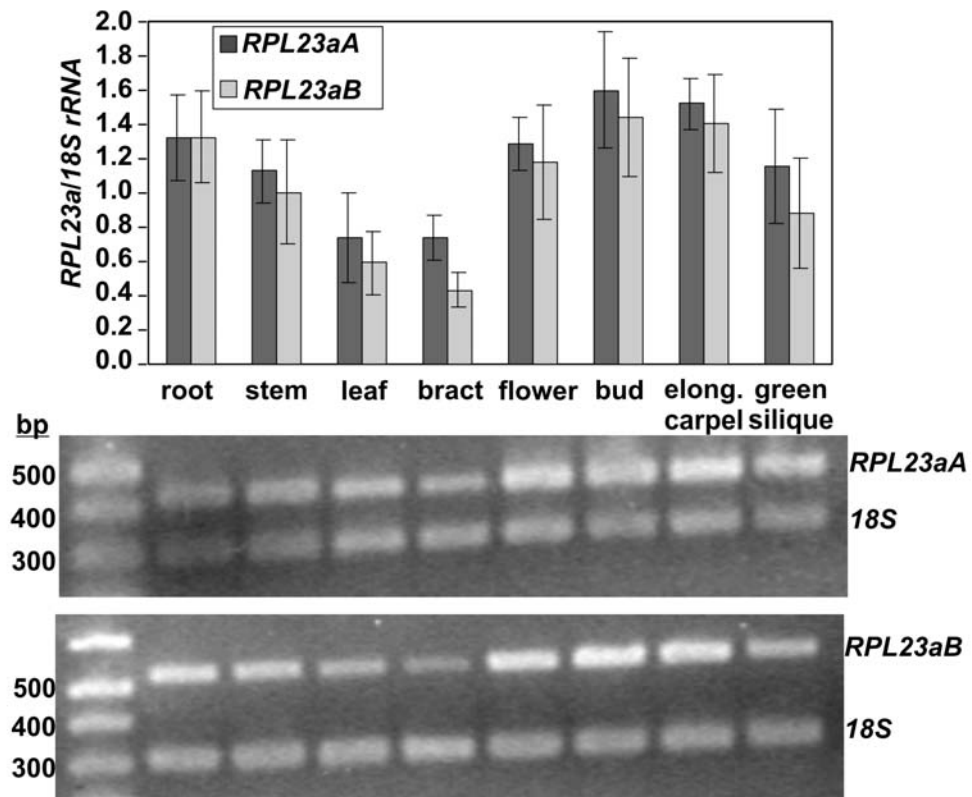 RPL23aA
RPL23aB
RPL23a/18S rRNA
2.0
1.8
1.6
1.4
1.2
1.0
0.8
0.6
0.4
0.2
0.0
root stem leaf bract flower bud elong. green
carpel silique
bp
500
400
300
RPL23aA
18S
500
400
300
RPL23aB
18S